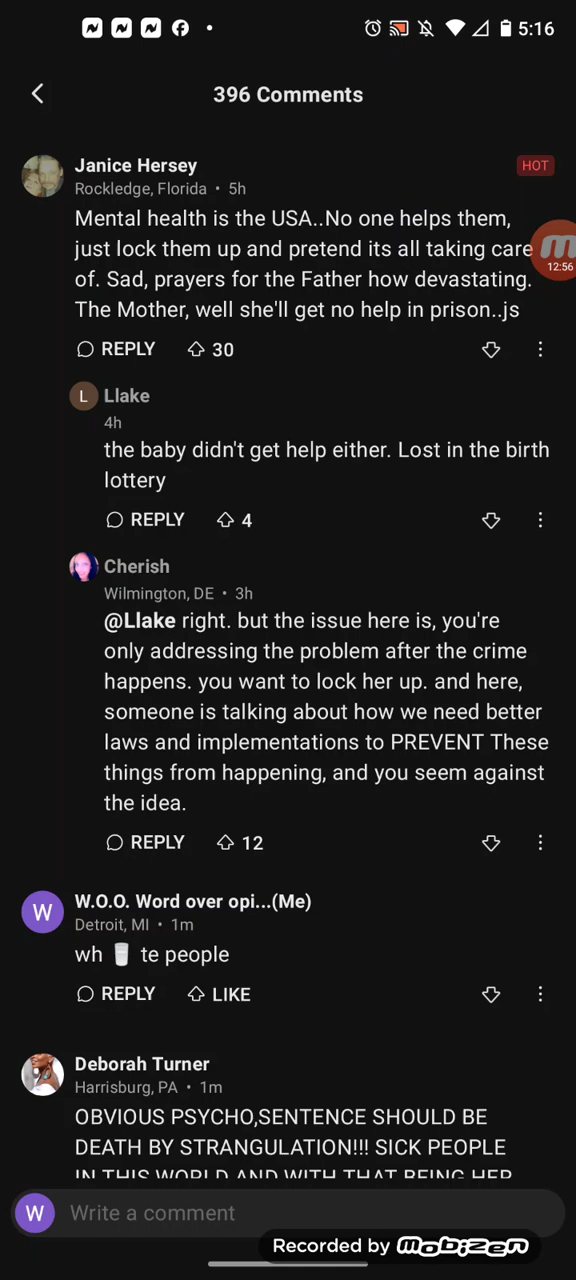 5:16
396 Comments
Janice Hersey
HOT
Rockledge, Florida • 5h
Mental health is the USA..No one helps them,
just lock them up and pretend its all taking care
of. Sad, prayers for the Father how devastating.
The Mother, well she'll get no help in prison..js
12:56
REPLY 30
L Llake
4h
the baby didn't get help either. Lost in the birth
lottery
REPLY 4
Cherish
Wilmington, DE • 3h
@Llake right. but the issue here is, you're
only addressing the problem after the crime
happens. you want to lock her up. and here,
someone is talking about how we need better
laws and implementations to PREVENT These
things from happening, and you seem against
the idea.
REPLY 12
W W.O.O. Word over opi...(Me)
Detroit, MI • 1m
wh 🥛 te people
REPLY LIKE
Deborah Turner
Harrisburg, PA • 1m
OBVIOUS PSYCHO,SENTENCE SHOULD BE
DEATH BY STRANGULATION!!! SICK PEOPLE
IN THIS WORLD AND WITH THAT BEING HER
W Write a comment
Recorded by mobizen